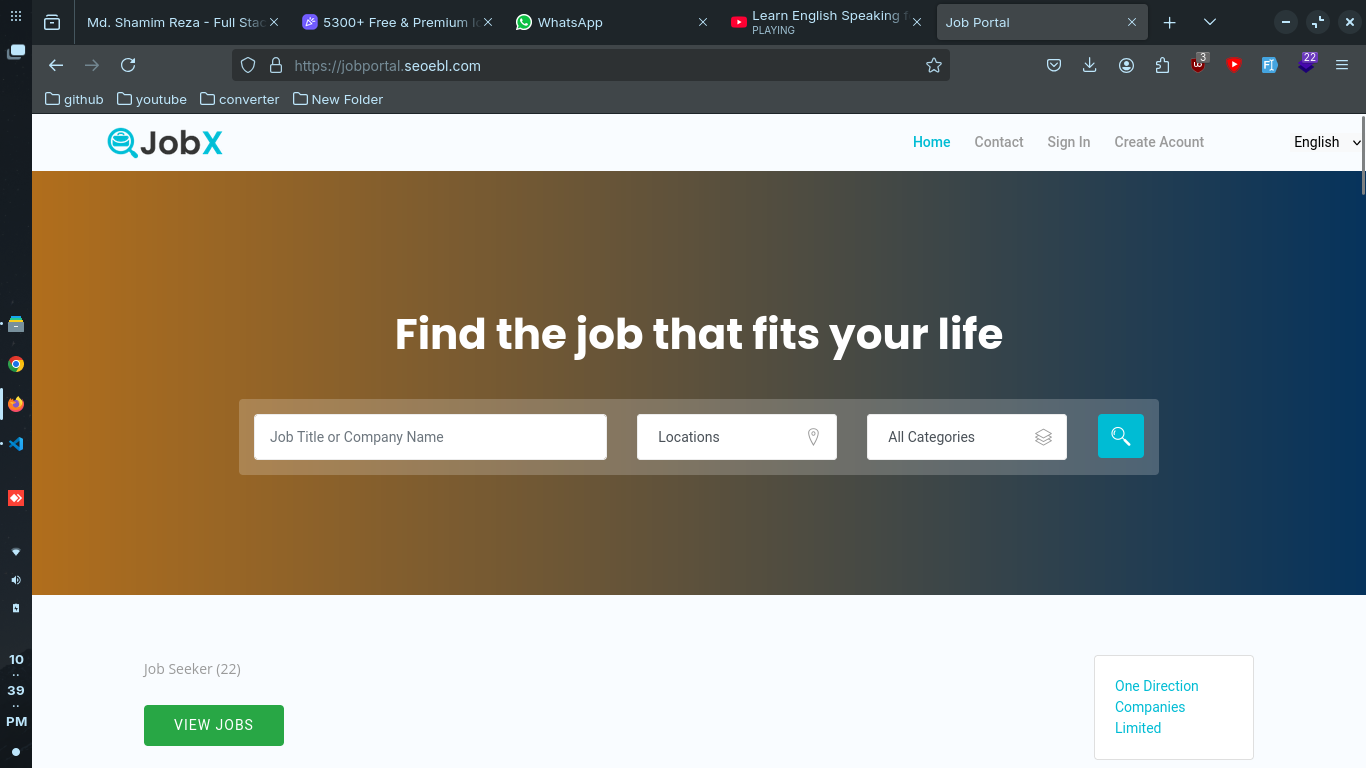 Md. Shamim Reza - Full Stac
5300+ Free & Premium Ic
WhatsApp
Learn English Speaking f
PLAYING
Job Portal
https://jobportal.seoebl.com
3
22
github
youtube
converter
New Folder
JobX
Home
Contact
Sign In
Create Acount
English
Find the job that fits your life
Job Title or Company Name
Locations
All Categories
Job Seeker (22)
VIEW JOBS
One Direction
Companies
Limited
10
39
PM